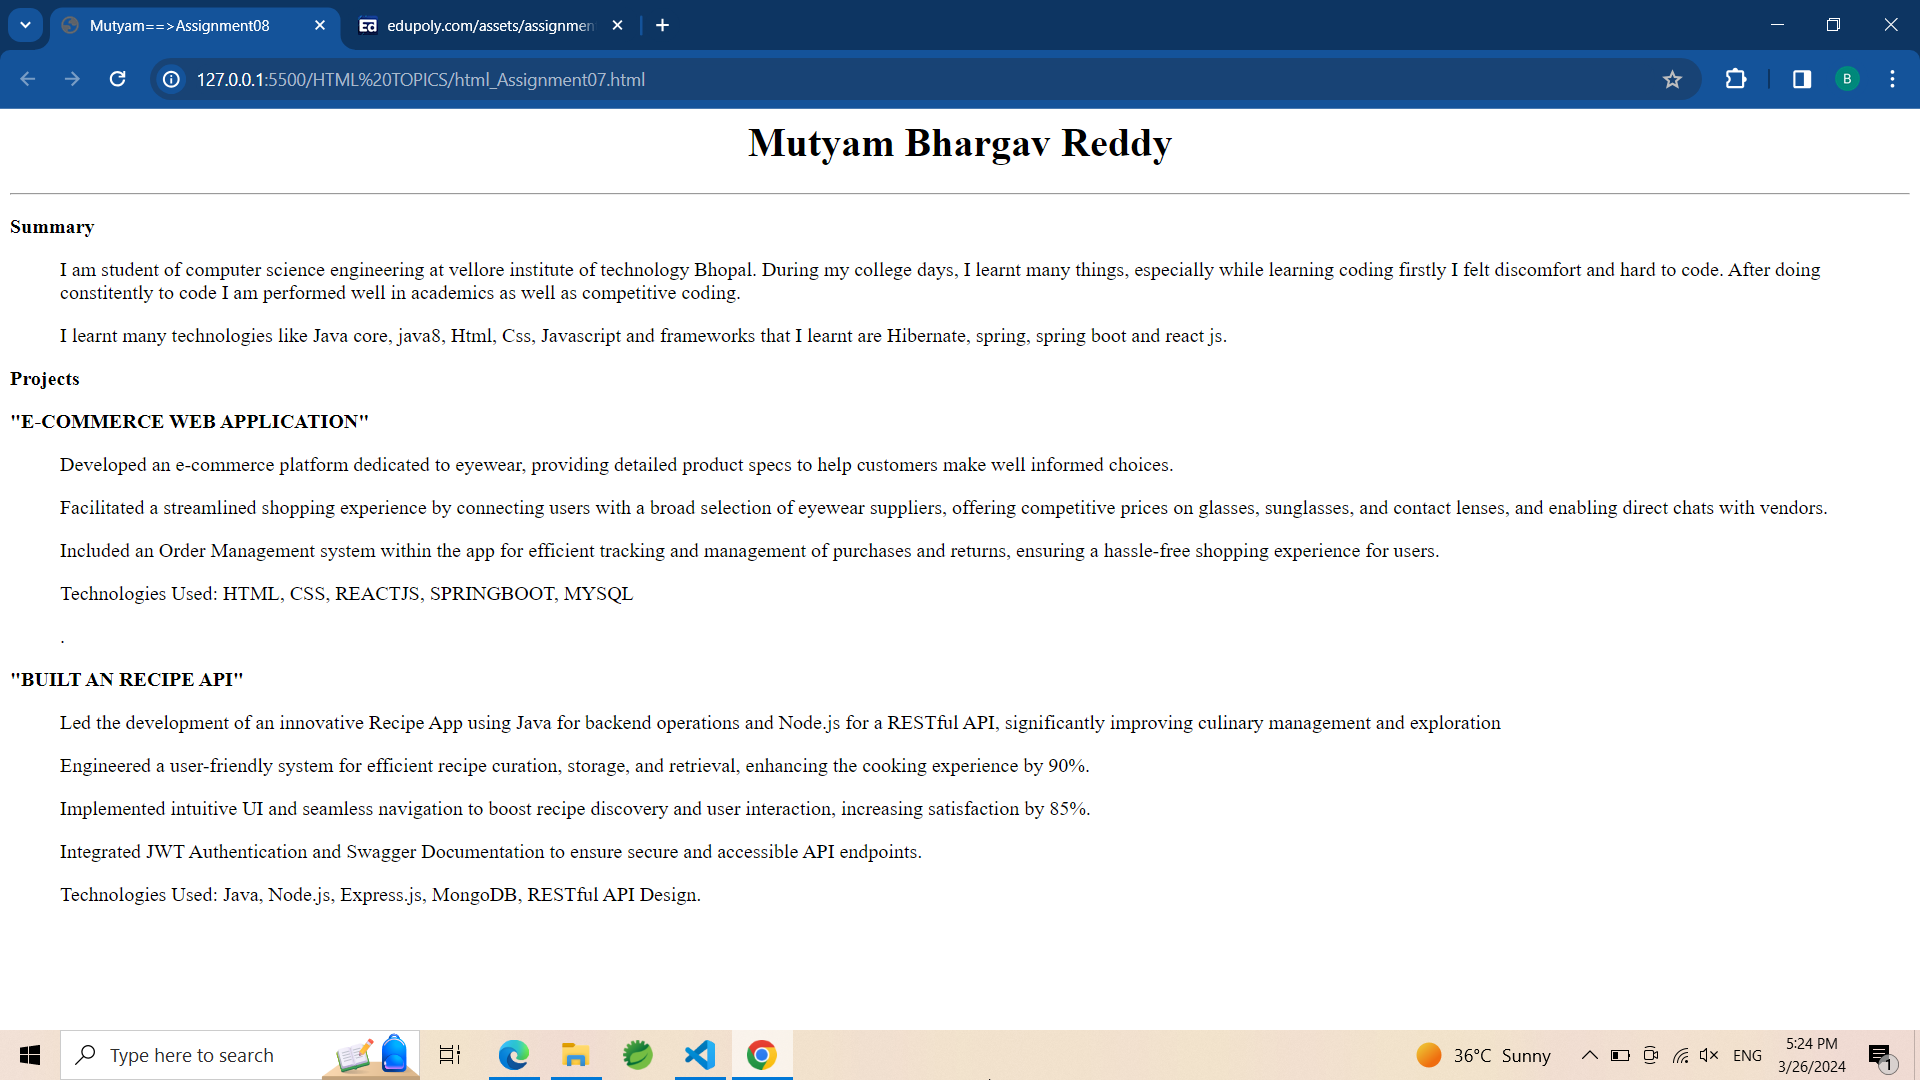 Mutyam==>Assignment08
Ed edupoly.com/assets/assignmen
127.0.0.1:5500/HTML%20TOPICS/html_Assignment07.html
B
Mutyam Bhargav Reddy
Summary
I am student of computer science engineering at vellore institute of technology Bhopal. During my college days, I learnt many things, especially while learning coding firstly I felt discomfort and hard to code. After doing
constitently to code I am performed well in academics as well as competitive coding.
I learnt many technologies like Java core, java8, Html, Css, Javascript and frameworks that I learnt are Hibernate, spring, spring boot and react js.
Projects
"E-COMMERCE WEB APPLICATION"
Developed an e-commerce platform dedicated to eyewear, providing detailed product specs to help customers make well informed choices.
Facilitated a streamlined shopping experience by connecting users with a broad selection of eyewear suppliers, offering competitive prices on glasses, sunglasses, and contact lenses, and enabling direct chats with vendors.
Included an Order Management system within the app for efficient tracking and management of purchases and returns, ensuring a hassle-free shopping experience for users.
Technologies Used: HTML, CSS, REACTJS, SPRINGBOOT, MYSQL
.
"BUILT AN RECIPE API"
Led the development of an innovative Recipe App using Java for backend operations and Node.js for a RESTful API, significantly improving culinary management and exploration
Engineered a user-friendly system for efficient recipe curation, storage, and retrieval, enhancing the cooking experience by 90%.
Implemented intuitive UI and seamless navigation to boost recipe discovery and user interaction, increasing satisfaction by 85%.
Integrated JWT Authentication and Swagger Documentation to ensure secure and accessible API endpoints.
Technologies Used: Java, Node.js, Express.js, MongoDB, RESTful API Design.
Type here to search
36°C Sunny
ENG
5:24 PM
3/26/2024
1